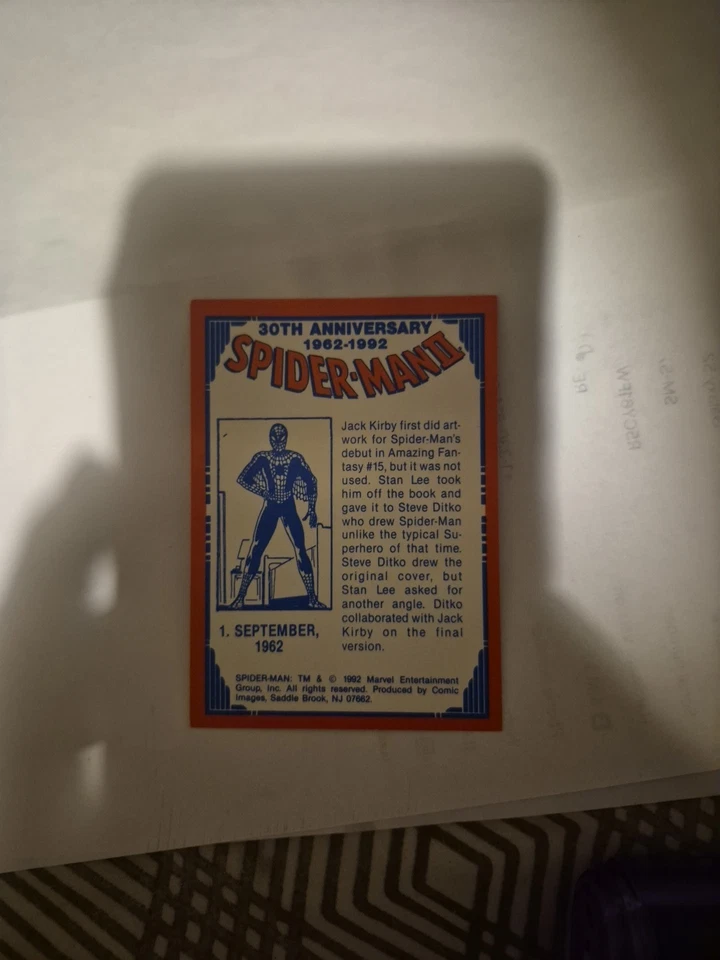 30TH ANNIVERSARY
1962-1992
SPIDER-MAN II
Jack Kirby first did art-
work for Spider-Man's
debut in Amazing Fan-
tasy #15, but it was not
used. Stan Lee took
him off the book and
gave it to Steve Ditko
who drew Spider-Man
unlike the typical Su-
perhero of that time.
Steve Ditko drew the
original cover, but
Stan Lee asked for
another angle. Ditko
collaborated with Jack
Kirby on the final
version.
1. SEPTEMBER,
1962
SPIDER-MAN: TM & © 1992 Marvel Entertainment
Group, Inc. All rights reserved. Produced by Comic
Images, Saddle Brook, NJ 07662.